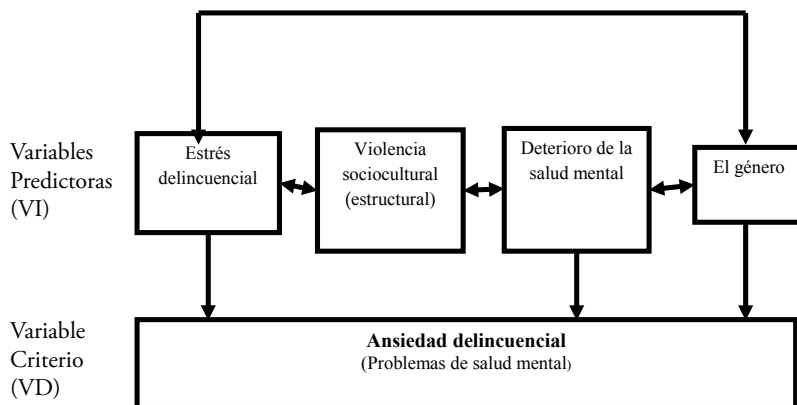 Variables
Predictoras
(VI)
Estrés
delincuencial
Violencia
sociocultural
(estructural)
Deterioro de la
salud mental
El género
Variable
Criterio
(VD)
Ansiedad delincuencial
(Problemas de salud mental)